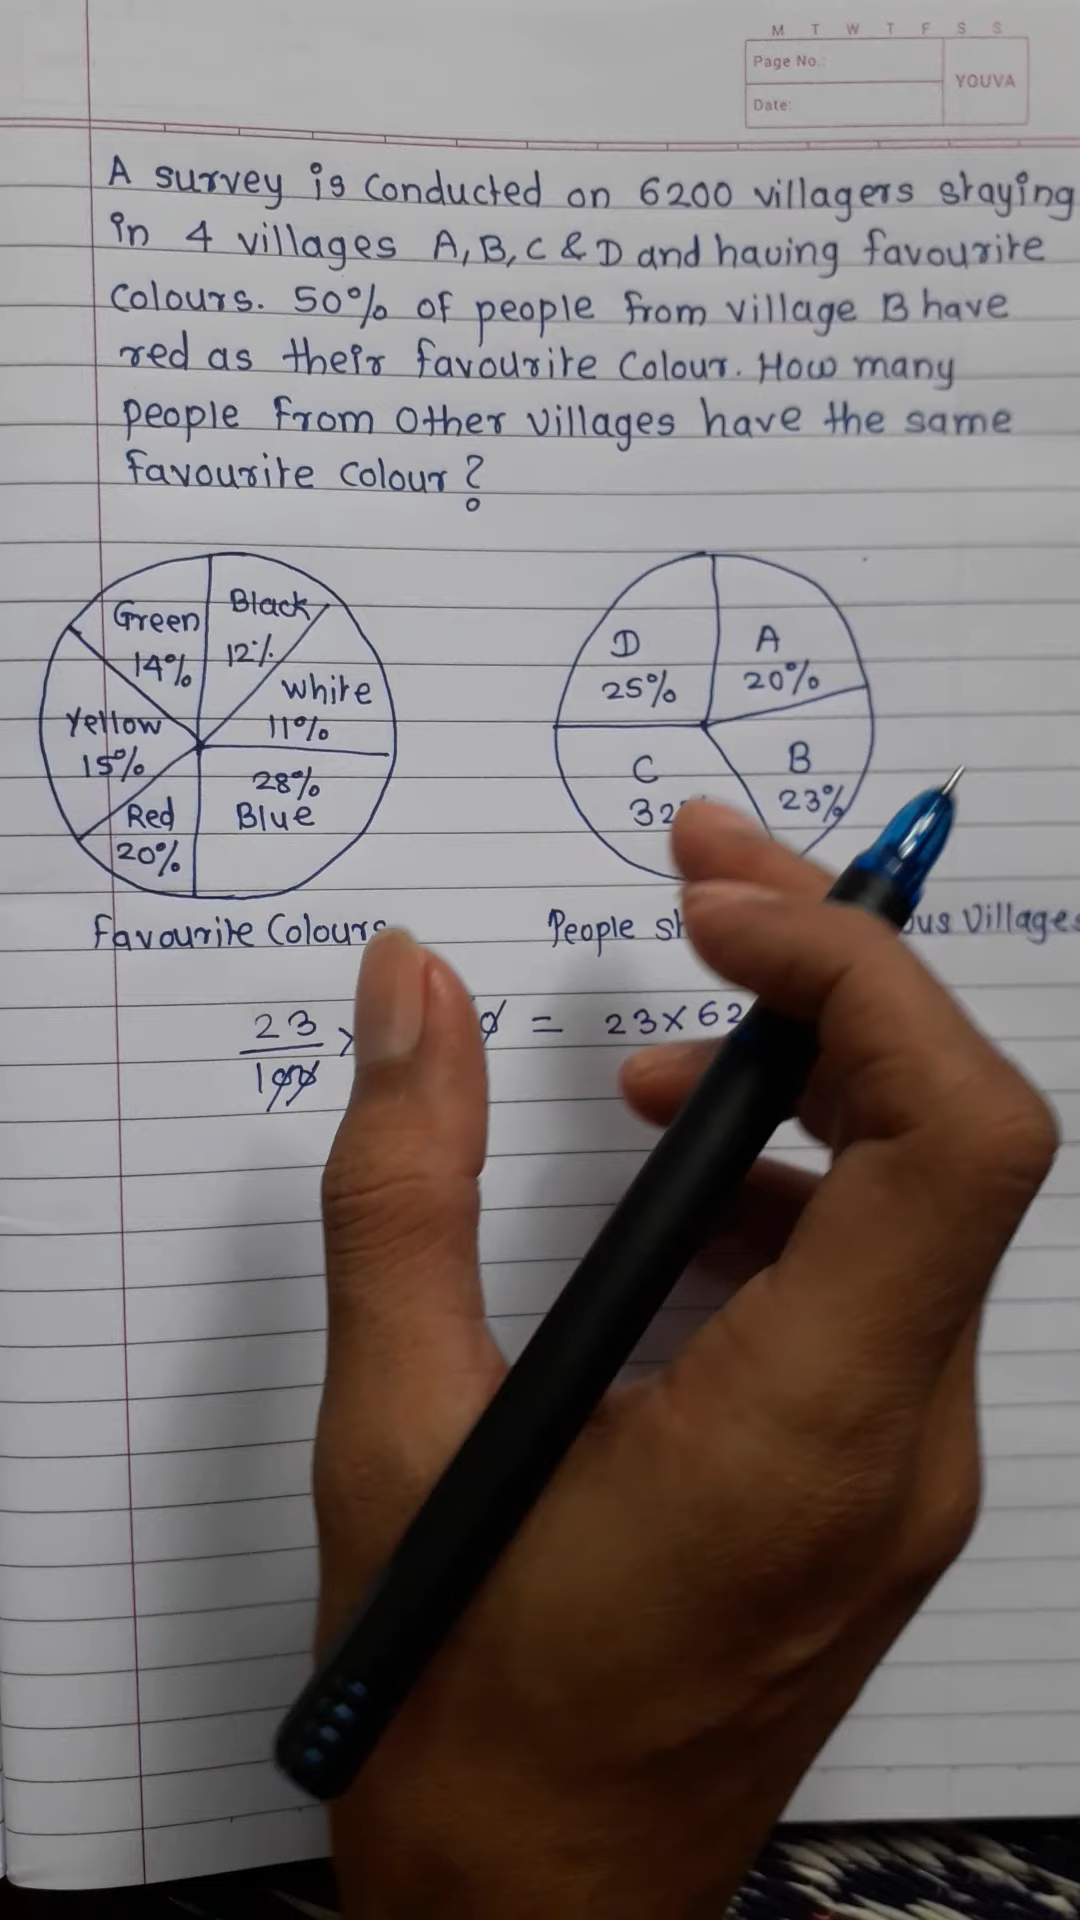 M T W T F S S
Page No.:
YOUVA
Date:
A survey is conducted on 6200 villagers staying
in 4 villages A, B, C & D and having favourite
colours. 50% of people from village B have
red as their favourite colour. How many
people from other villages have the same
favourite colour?
Green
14%
Black
12%
White
11%
Yellow
15%
28%
Blue
Red
20%
D
25%
A
20%
C
32
B
23%
Favourite Colours
People
Villages
23
100
= 23 × 62